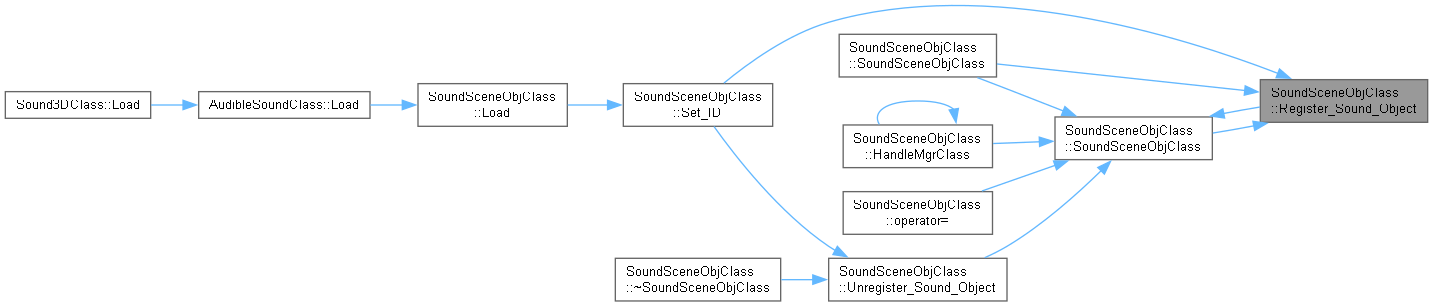 Sound3DClass::Load
AudibleSoundClass::Load
SoundSceneObjClass
::Load
SoundSceneObjClass
::Set_ID
SoundSceneObjClass
::SoundSceneObjClass
SoundSceneObjClass
::HandleMgrClass
SoundSceneObjClass
::operator=
SoundSceneObjClass
::~SoundSceneObjClass
SoundSceneObjClass
::Unregister_Sound_Object
SoundSceneObjClass
::SoundSceneObjClass
SoundSceneObjClass
::Register_Sound_Object